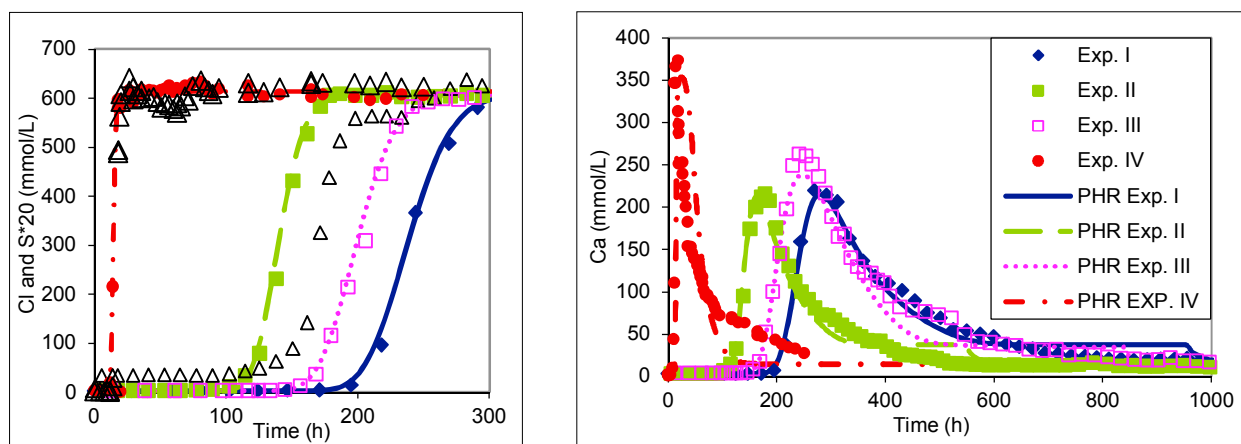 Cl and S*20 (mmol/L)
700
600
500
400
300
200
100
0
0
100
200
300
Time (h)
Ca (mmol/L)
400
350
300
250
200
150
100
50
0
0
200
400
600
800
1000
Time (h)
Exp. I
Exp. II
Exp. III
Exp. IV
PHR Exp. I
PHR Exp. II
PHR Exp. III
PHR EXP. IV